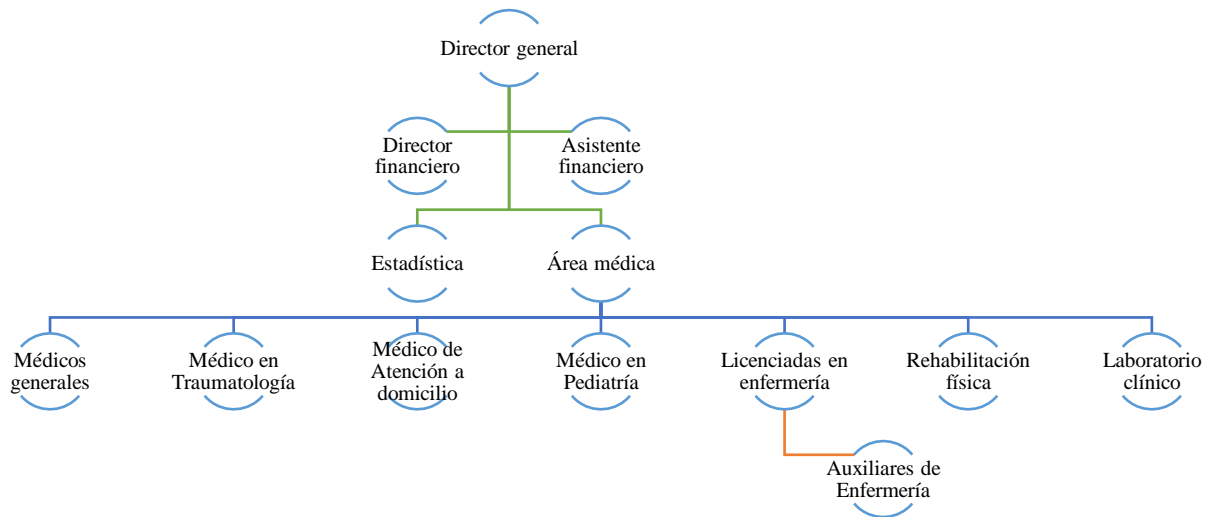 Director general
Director
financiero
Asistente
financiero
Estadística
Área médica
Médicos
generales
Médico en
Traumatología
Médico de
Atención a
domicilio
Médico en
Pediatría
Licenciadas en
enfermería
Rehabilitación
física
Laboratorio
clínico
Auxiliares de
Enfermería